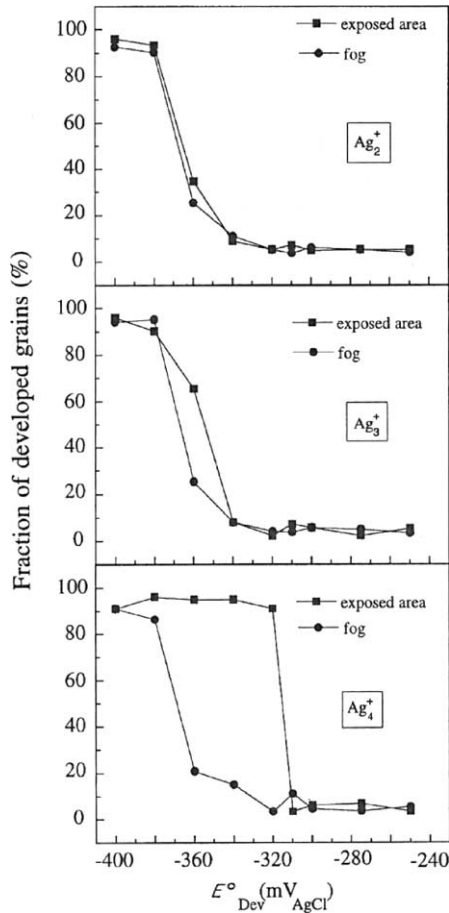 Fraction of developed grains (%)
100
80
60
40
20
0
exposed area
fog
Ag₂⁺
100
80
60
40
20
0
exposed area
fog
Ag₃⁺
100
80
60
40
20
0
exposed area
fog
Ag₄⁺
-400 -360 -320 -280 -240
E° Dev (mV AgCl)